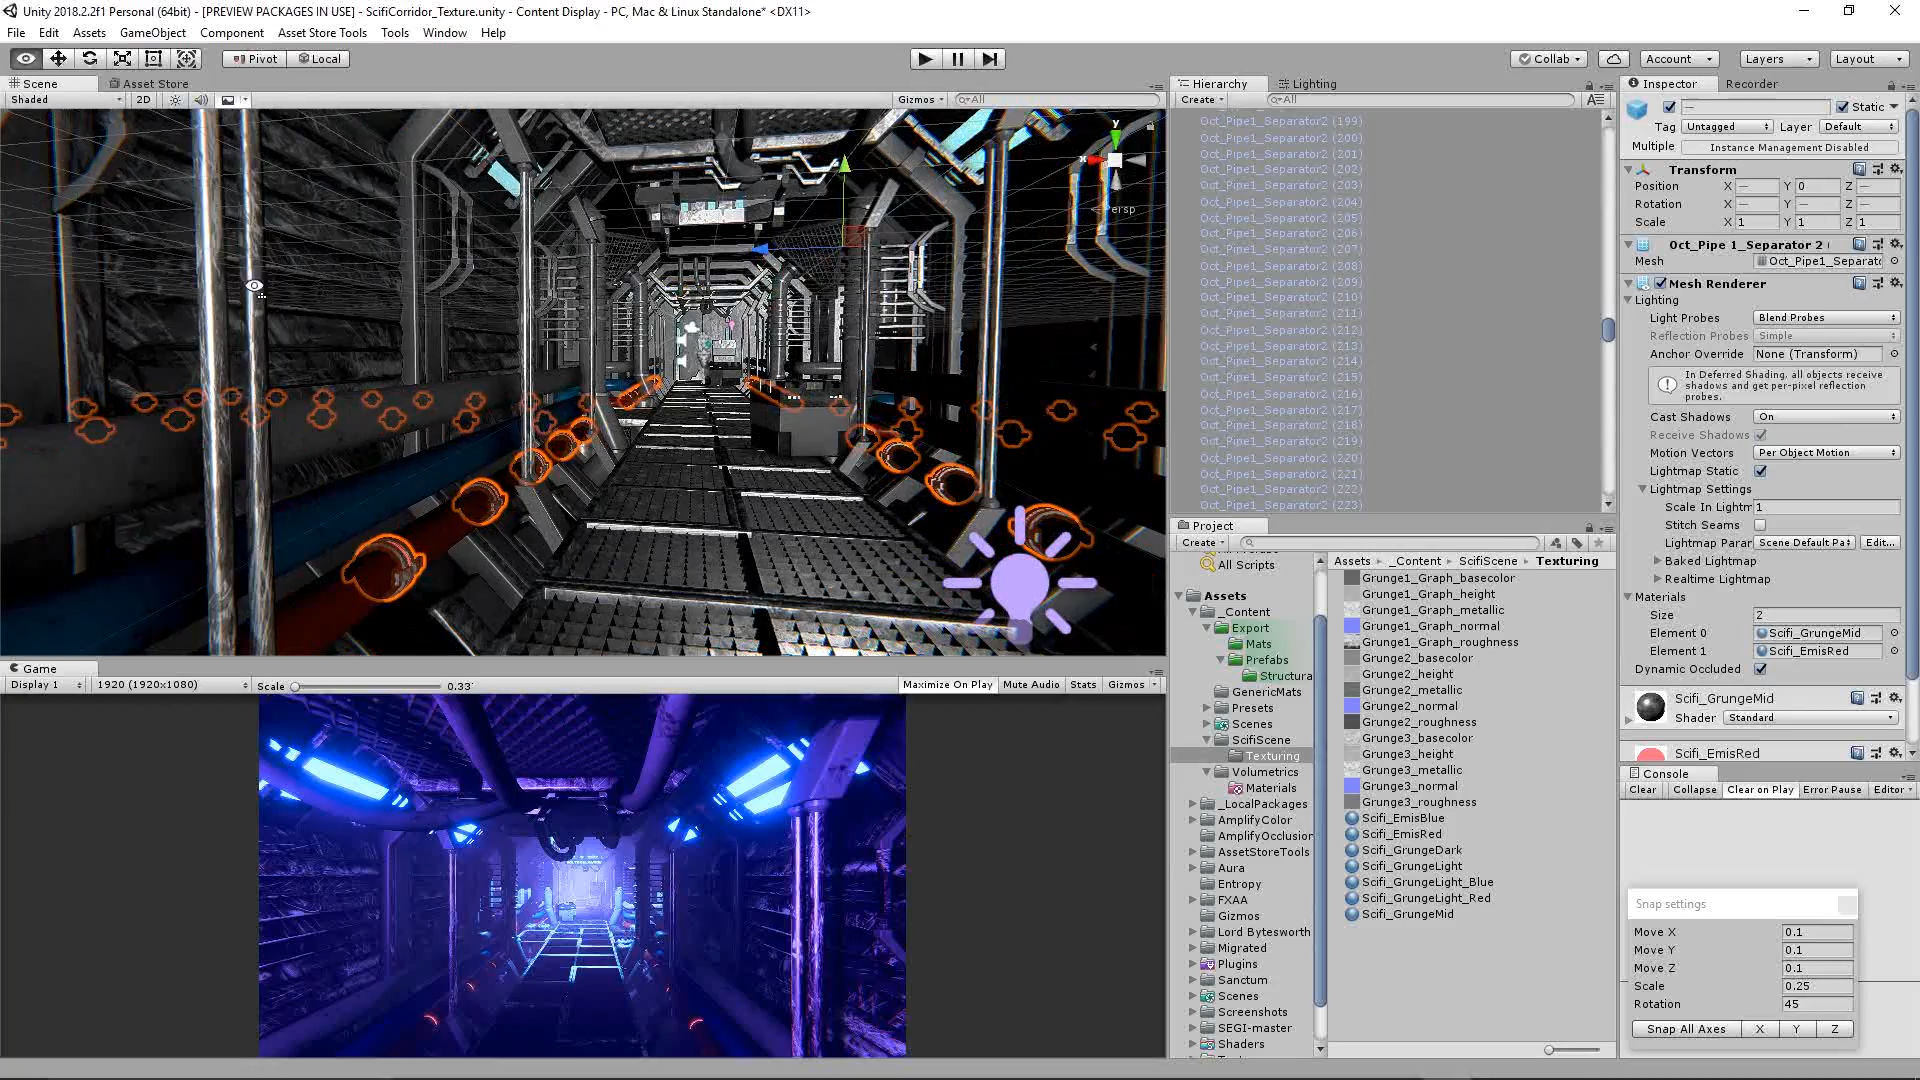 Unity 2018.2.2f1 Personal (64bit) - [PREVIEW PACKAGES IN USE] - ScifiCorridor_Texture.unity - Content Display - PC, Mac & Linux Standalone* <DX11>
File Edit Assets GameObject Component Asset Store Tools Tools Window Help
Pivot Local
Collab Account Layers Layout
Scene Asset Store
Shaded 2D Gizmos All
y
x
Persp
Game
Display 1 1920 (1920x1080) Scale 0.33 Maximize On Play Mute Audio Stats Gizmos
Hierarchy Lighting
Create All
Oct_Pipe1_Separator2 (199)
Oct_Pipe1_Separator2 (200)
Oct_Pipe1_Separator2 (201)
Oct_Pipe1_Separator2 (202)
Oct_Pipe1_Separator2 (203)
Oct_Pipe1_Separator2 (204)
Oct_Pipe1_Separator2 (205)
Oct_Pipe1_Separator2 (206)
Oct_Pipe1_Separator2 (207)
Oct_Pipe1_Separator2 (208)
Oct_Pipe1_Separator2 (209)
Oct_Pipe1_Separator2 (210)
Oct_Pipe1_Separator2 (211)
Oct_Pipe1_Separator2 (212)
Oct_Pipe1_Separator2 (213)
Oct_Pipe1_Separator2 (214)
Oct_Pipe1_Separator2 (215)
Oct_Pipe1_Separator2 (216)
Oct_Pipe1_Separator2 (217)
Oct_Pipe1_Separator2 (218)
Oct_Pipe1_Separator2 (219)
Oct_Pipe1_Separator2 (220)
Oct_Pipe1_Separator2 (221)
Oct_Pipe1_Separator2 (222)
Oct_Pipe1_Separator2 (223)
Project
Create
All Scripts
Assets
_Content
Export
Mats
Prefabs
Structura
GenericMats
Presets
Scenes
ScifiScene
Texturing
Volumetrics
Materials
_LocalPackages
AmplifyColor
AmplifyOcclusion
AssetStoreTools
Aura
Entropy
FXAA
Gizmos
Lord Bytesworth
Migrated
Plugins
Sanctum
Scenes
Screenshots
SEGI-master
Shaders
Assets _Content ScifiScene Texturing
Grunge1_Graph_basecolor
Grunge1_Graph_height
Grunge1_Graph_metallic
Grunge1_Graph_normal
Grunge1_Graph_roughness
Grunge2_basecolor
Grunge2_height
Grunge2_metallic
Grunge2_normal
Grunge2_roughness
Grunge3_basecolor
Grunge3_height
Grunge3_metallic
Grunge3_normal
Grunge3_roughness
Scifi_EmisBlue
Scifi_EmisRed
Scifi_GrungeDark
Scifi_GrungeLight
Scifi_GrungeLight_Blue
Scifi_GrungeLight_Red
Scifi_GrungeMid
Inspector Recorder
— Static
Tag Untagged Layer Default
Multiple Instance Management Disabled
Transform
Position X — Y 0 Z —
Rotation X — Y — Z —
Scale X 1 Y 1 Z 1
Oct_Pipe 1_Separator 2 (
Mesh Oct_Pipe1_Separato
Mesh Renderer
Lighting
Light Probes Blend Probes
Reflection Probes Simple
Anchor Override None (Transform)
In Deferred Shading, all objects receive
shadows and get per-pixel reflection
probes.
Cast Shadows On
Receive Shadows
Motion Vectors Per Object Motion
Lightmap Static
Lightmap Settings
Scale In Lightm 1
Stitch Seams
Lightmap Parar Scene Default Pa Edit...
Baked Lightmap
Realtime Lightmap
Materials
Size 2
Element 0 Scifi_GrungeMid
Element 1 Scifi_EmisRed
Dynamic Occluded
Scifi_GrungeMid
Shader Standard
Scifi_EmisRed
Console
Clear Collapse Clear on Play Error Pause Editor
Snap settings
Move X 0.1
Move Y 0.1
Move Z 0.1
Scale 0.25
Rotation 45
Snap All Axes X Y Z